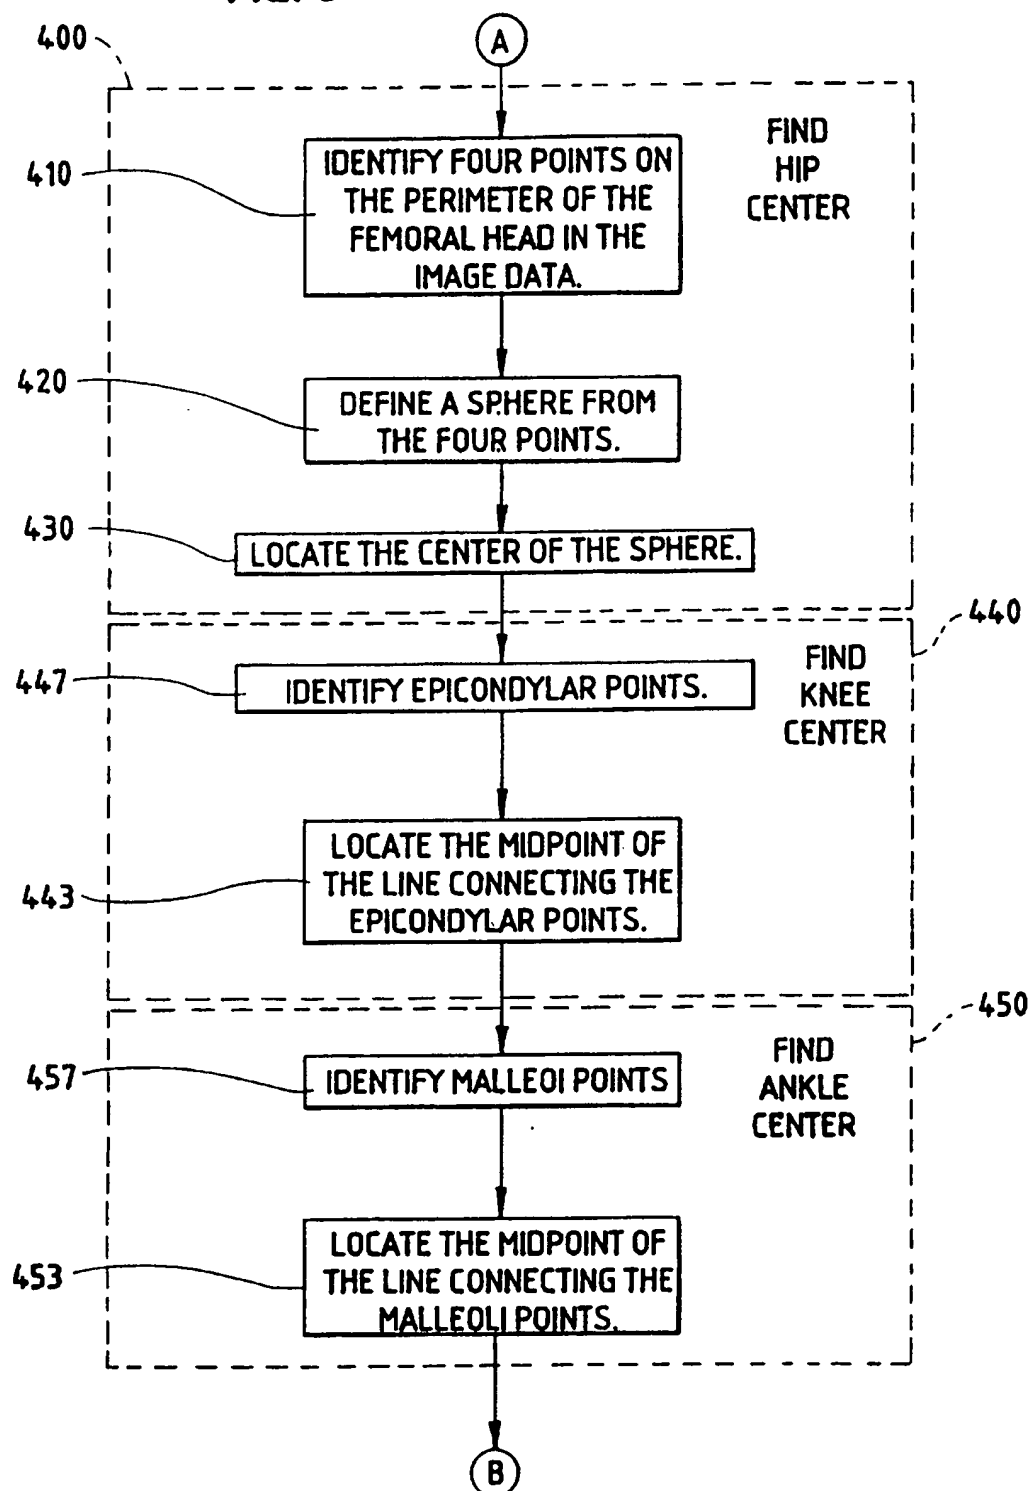 400
A
FIND
HIP
CENTER
410
IDENTIFY FOUR POINTS ON
THE PERIMETER OF THE
FEMORAL HEAD IN THE
IMAGE DATA.
420
DEFINE A SPHERE FROM
THE FOUR POINTS.
430
LOCATE THE CENTER OF THE SPHERE.
440
FIND
KNEE
CENTER
447
IDENTIFY EPICONDYLAR POINTS.
443
LOCATE THE MIDPOINT OF
THE LINE CONNECTING THE
EPICONDYLAR POINTS.
450
FIND
ANKLE
CENTER
457
IDENTIFY MALLEOI POINTS
453
LOCATE THE MIDPOINT OF
THE LINE CONNECTING THE
MALLEOLI POINTS.
B